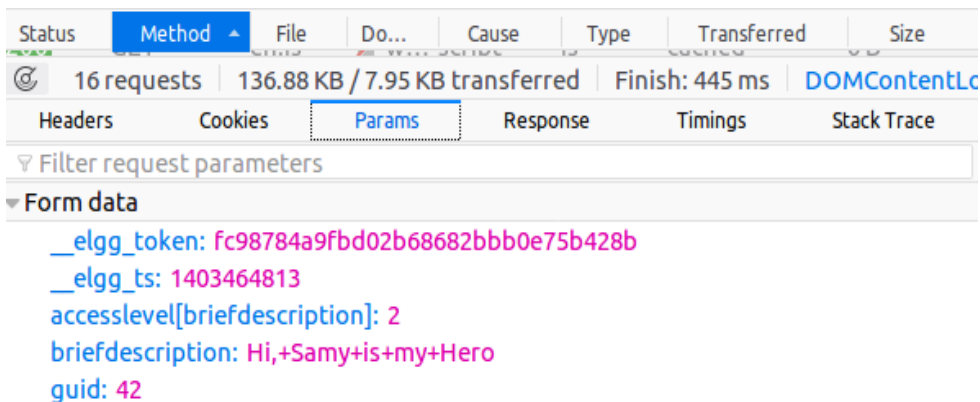 Status Method File Do... Cause Type Transferred Size
16 requests 136.88 KB / 7.95 KB transferred Finish: 445 ms DOMContentLo
Headers Cookies Params Response Timings Stack Trace
Filter request parameters
Form data
__elgg_token: fc98784a9fbd02b68682bbb0e75b428b
__elgg_ts: 1403464813
accesslevel[briefdescription]: 2
briefdescription: Hi,+Samy+is+my+Hero
guid: 42